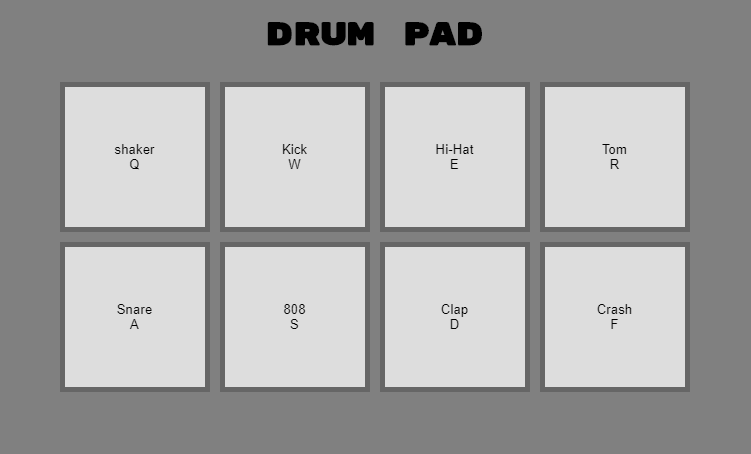 DRUM PAD
shaker
Q
Kick
W
Hi-Hat
E
Tom
R
Snare
A
808
S
Clap
D
Crash
F